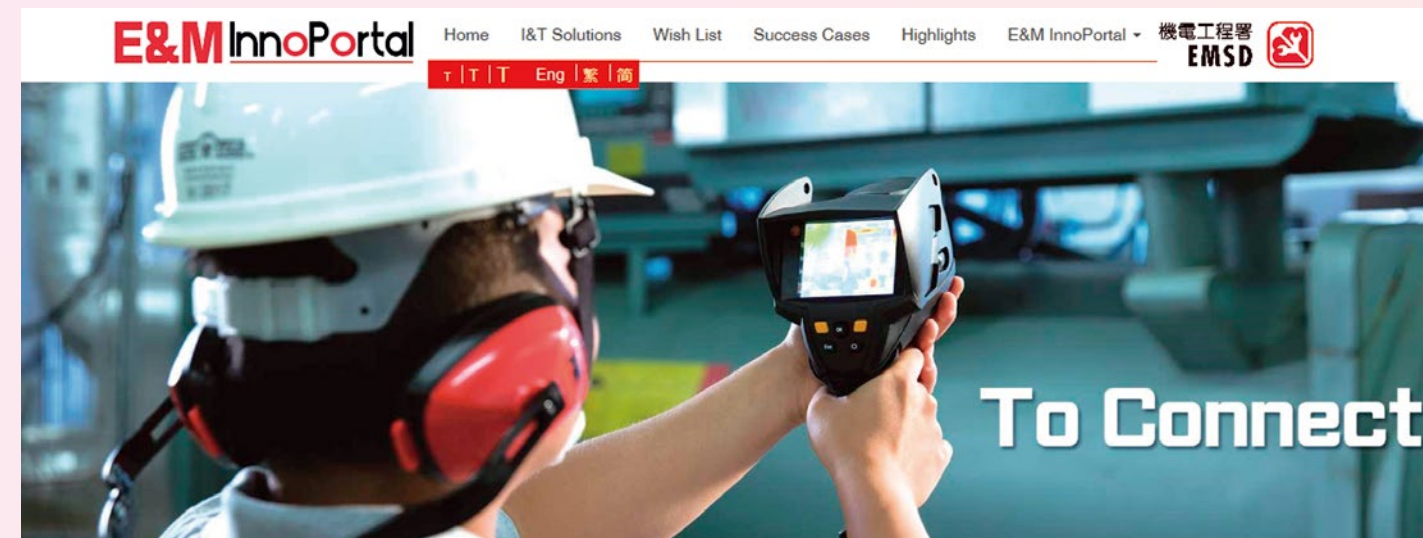 E&M InnoPortal
Home I&T Solutions Wish List Success Cases Highlights E&M InnoPortal
機電工程署
EMSD
T | T | T Eng | 繁 | 简
To Connect